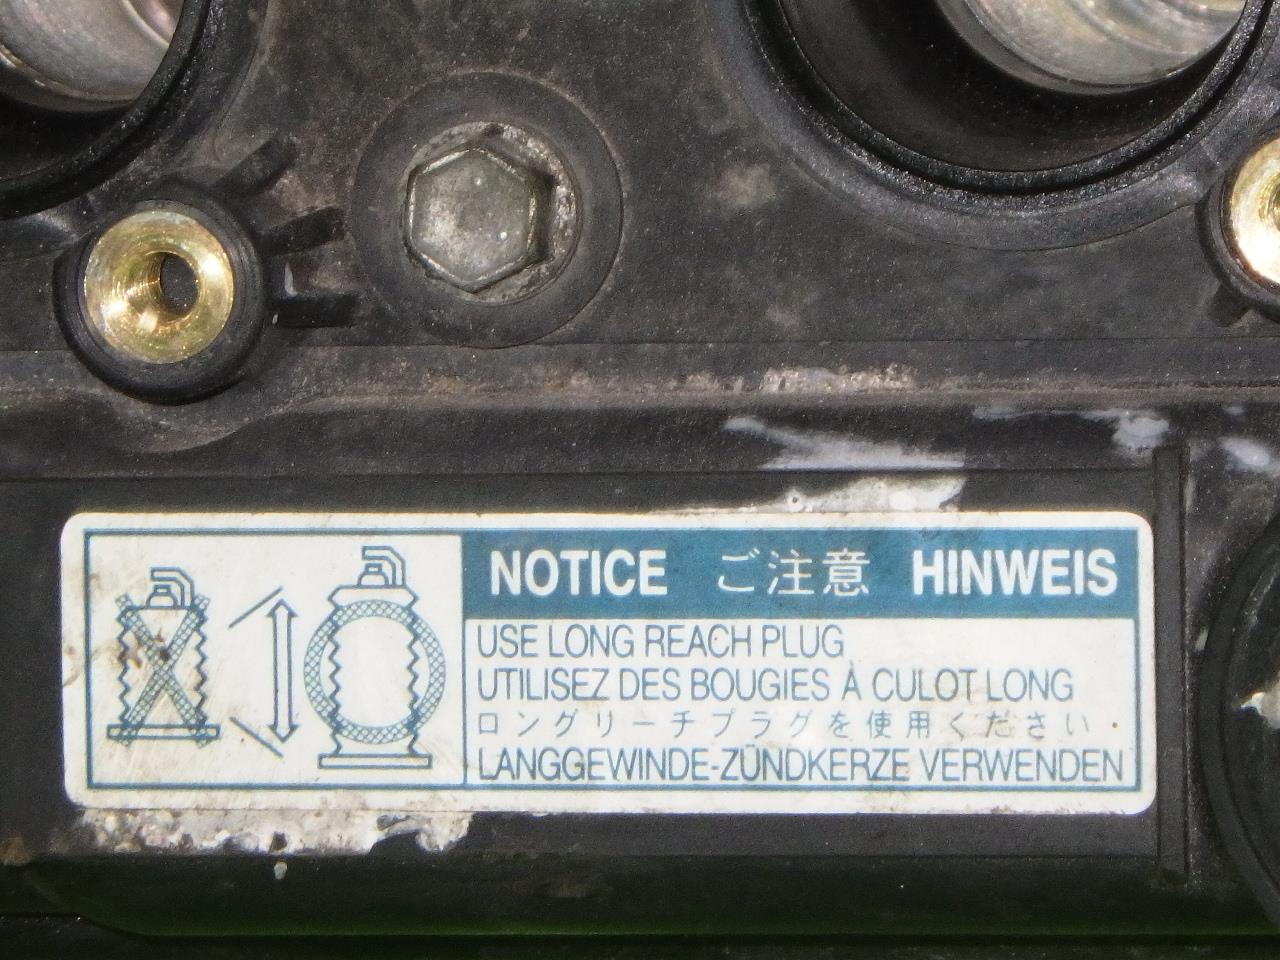 NOTICE ご注意 HINWEIS
USE LONG REACH PLUG
UTILISEZ DES BOUGIES À CULOT LONG
ロングリーチプラグを使用ください.
LANGGEWINDE-ZÜNDKERZE VERWENDEN